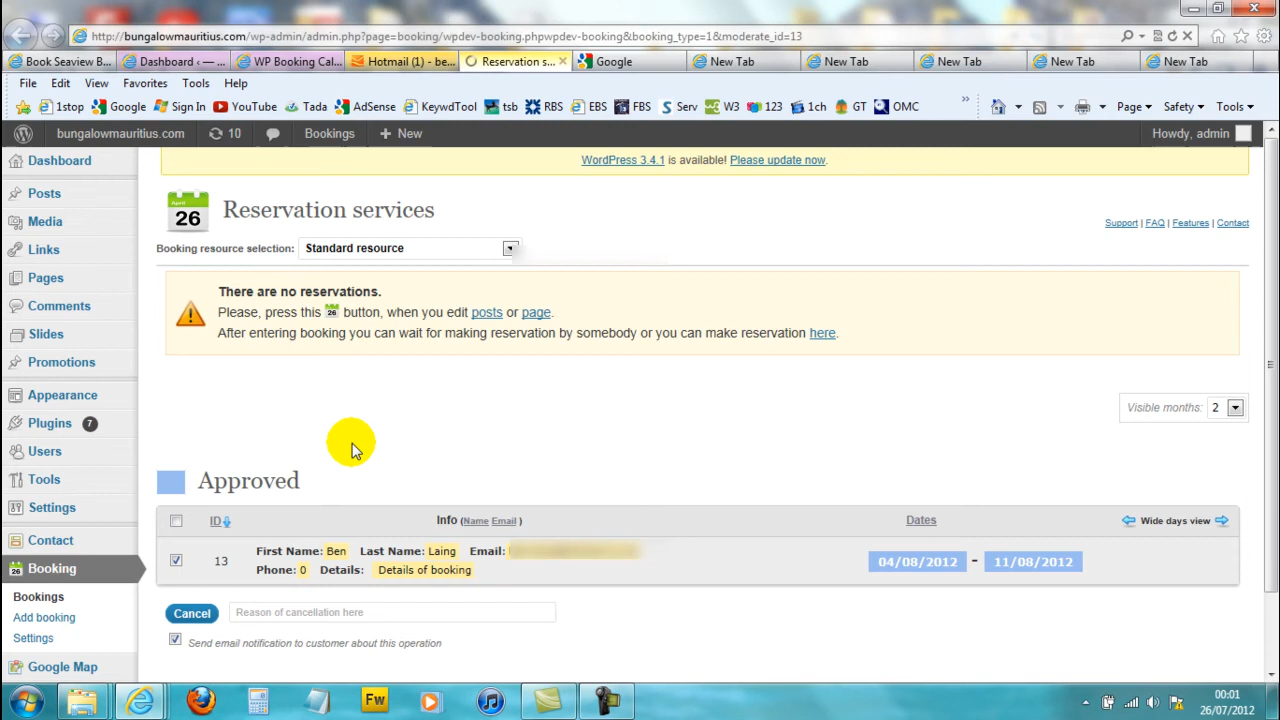 http://bungalowmauritius.com/wp-admin/admin.php?page=booking/wpdev-booking.phpwpdev-booking&booking_type=1&moderate_id=13
Book Seaview B... Dashboard ‹ — ... WP Booking Cal... Hotmail (1) - be... Reservation s... Google New Tab New Tab New Tab New Tab New Tab
File Edit View Favorites Tools Help
1stop Google Sign In YouTube Tada AdSense KeywdTool tsb RBS EBS FBS Serv W3 123 1ch GT OMC » Page Safety Tools
bungalowmauritius.com 10 Bookings + New Howdy, admin
Dashboard
WordPress 3.4.1 is available! Please update now.
Posts
Media
Links
Pages
Comments
Slides
Promotions
Appearance
Plugins 7
Users
Tools
Settings
Contact
Booking
Bookings
Add booking
Settings
Google Map
April
26
Reservation services
Support | FAQ | Features | Contact
Booking resource selection: Standard resource
There are no reservations.
Please, press this 26 button, when you edit posts or page.
After entering booking you can wait for making reservation by somebody or you can make reservation here.
Visible months: 2
Approved
ID Info (Name Email ) Dates Wide days view
13 First Name: Ben Last Name: Laing Email:
Phone: 0 Details: Details of booking
04/08/2012 - 11/08/2012
Cancel Reason of cancellation here
Send email notification to customer about this operation
Fw
00:01
26/07/2012